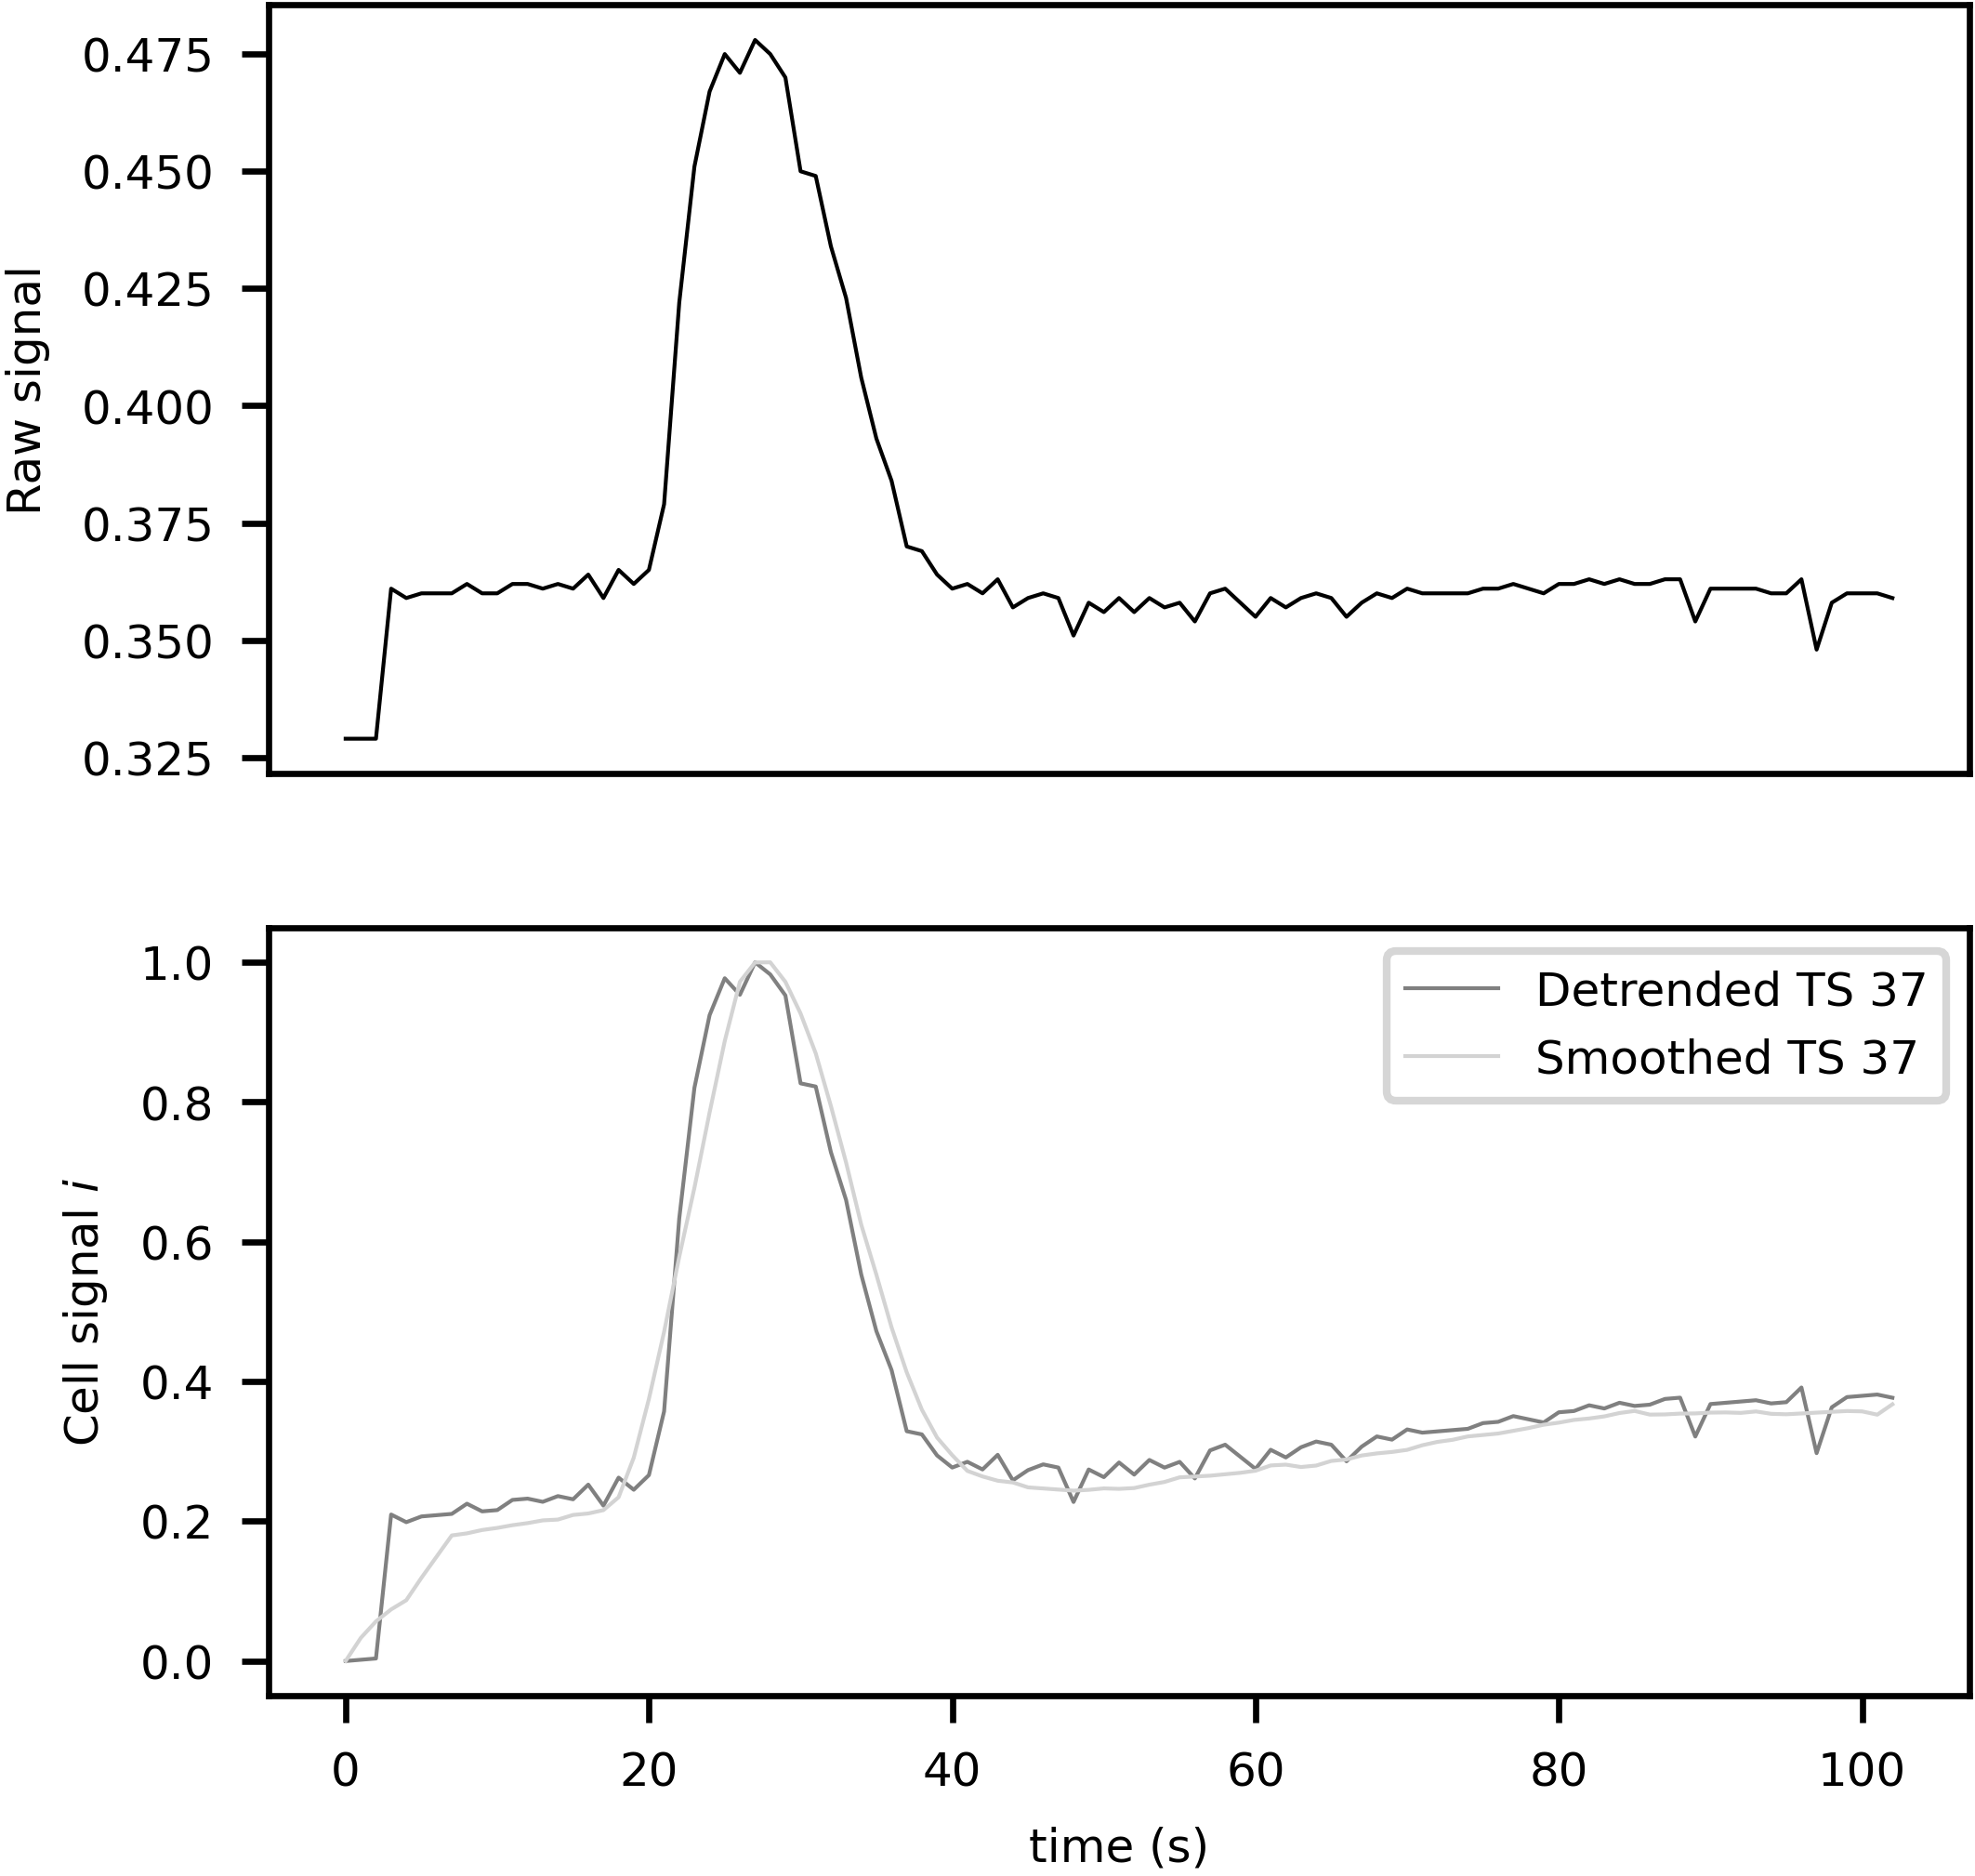 Raw signal
0.475
0.450
0.425
0.400
0.375
0.350
0.325
Cell signal i
1.0
0.8
0.6
0.4
0.2
0.0
Detrended TS 37
Smoothed TS 37
0 20 40 60 80 100
time (s)